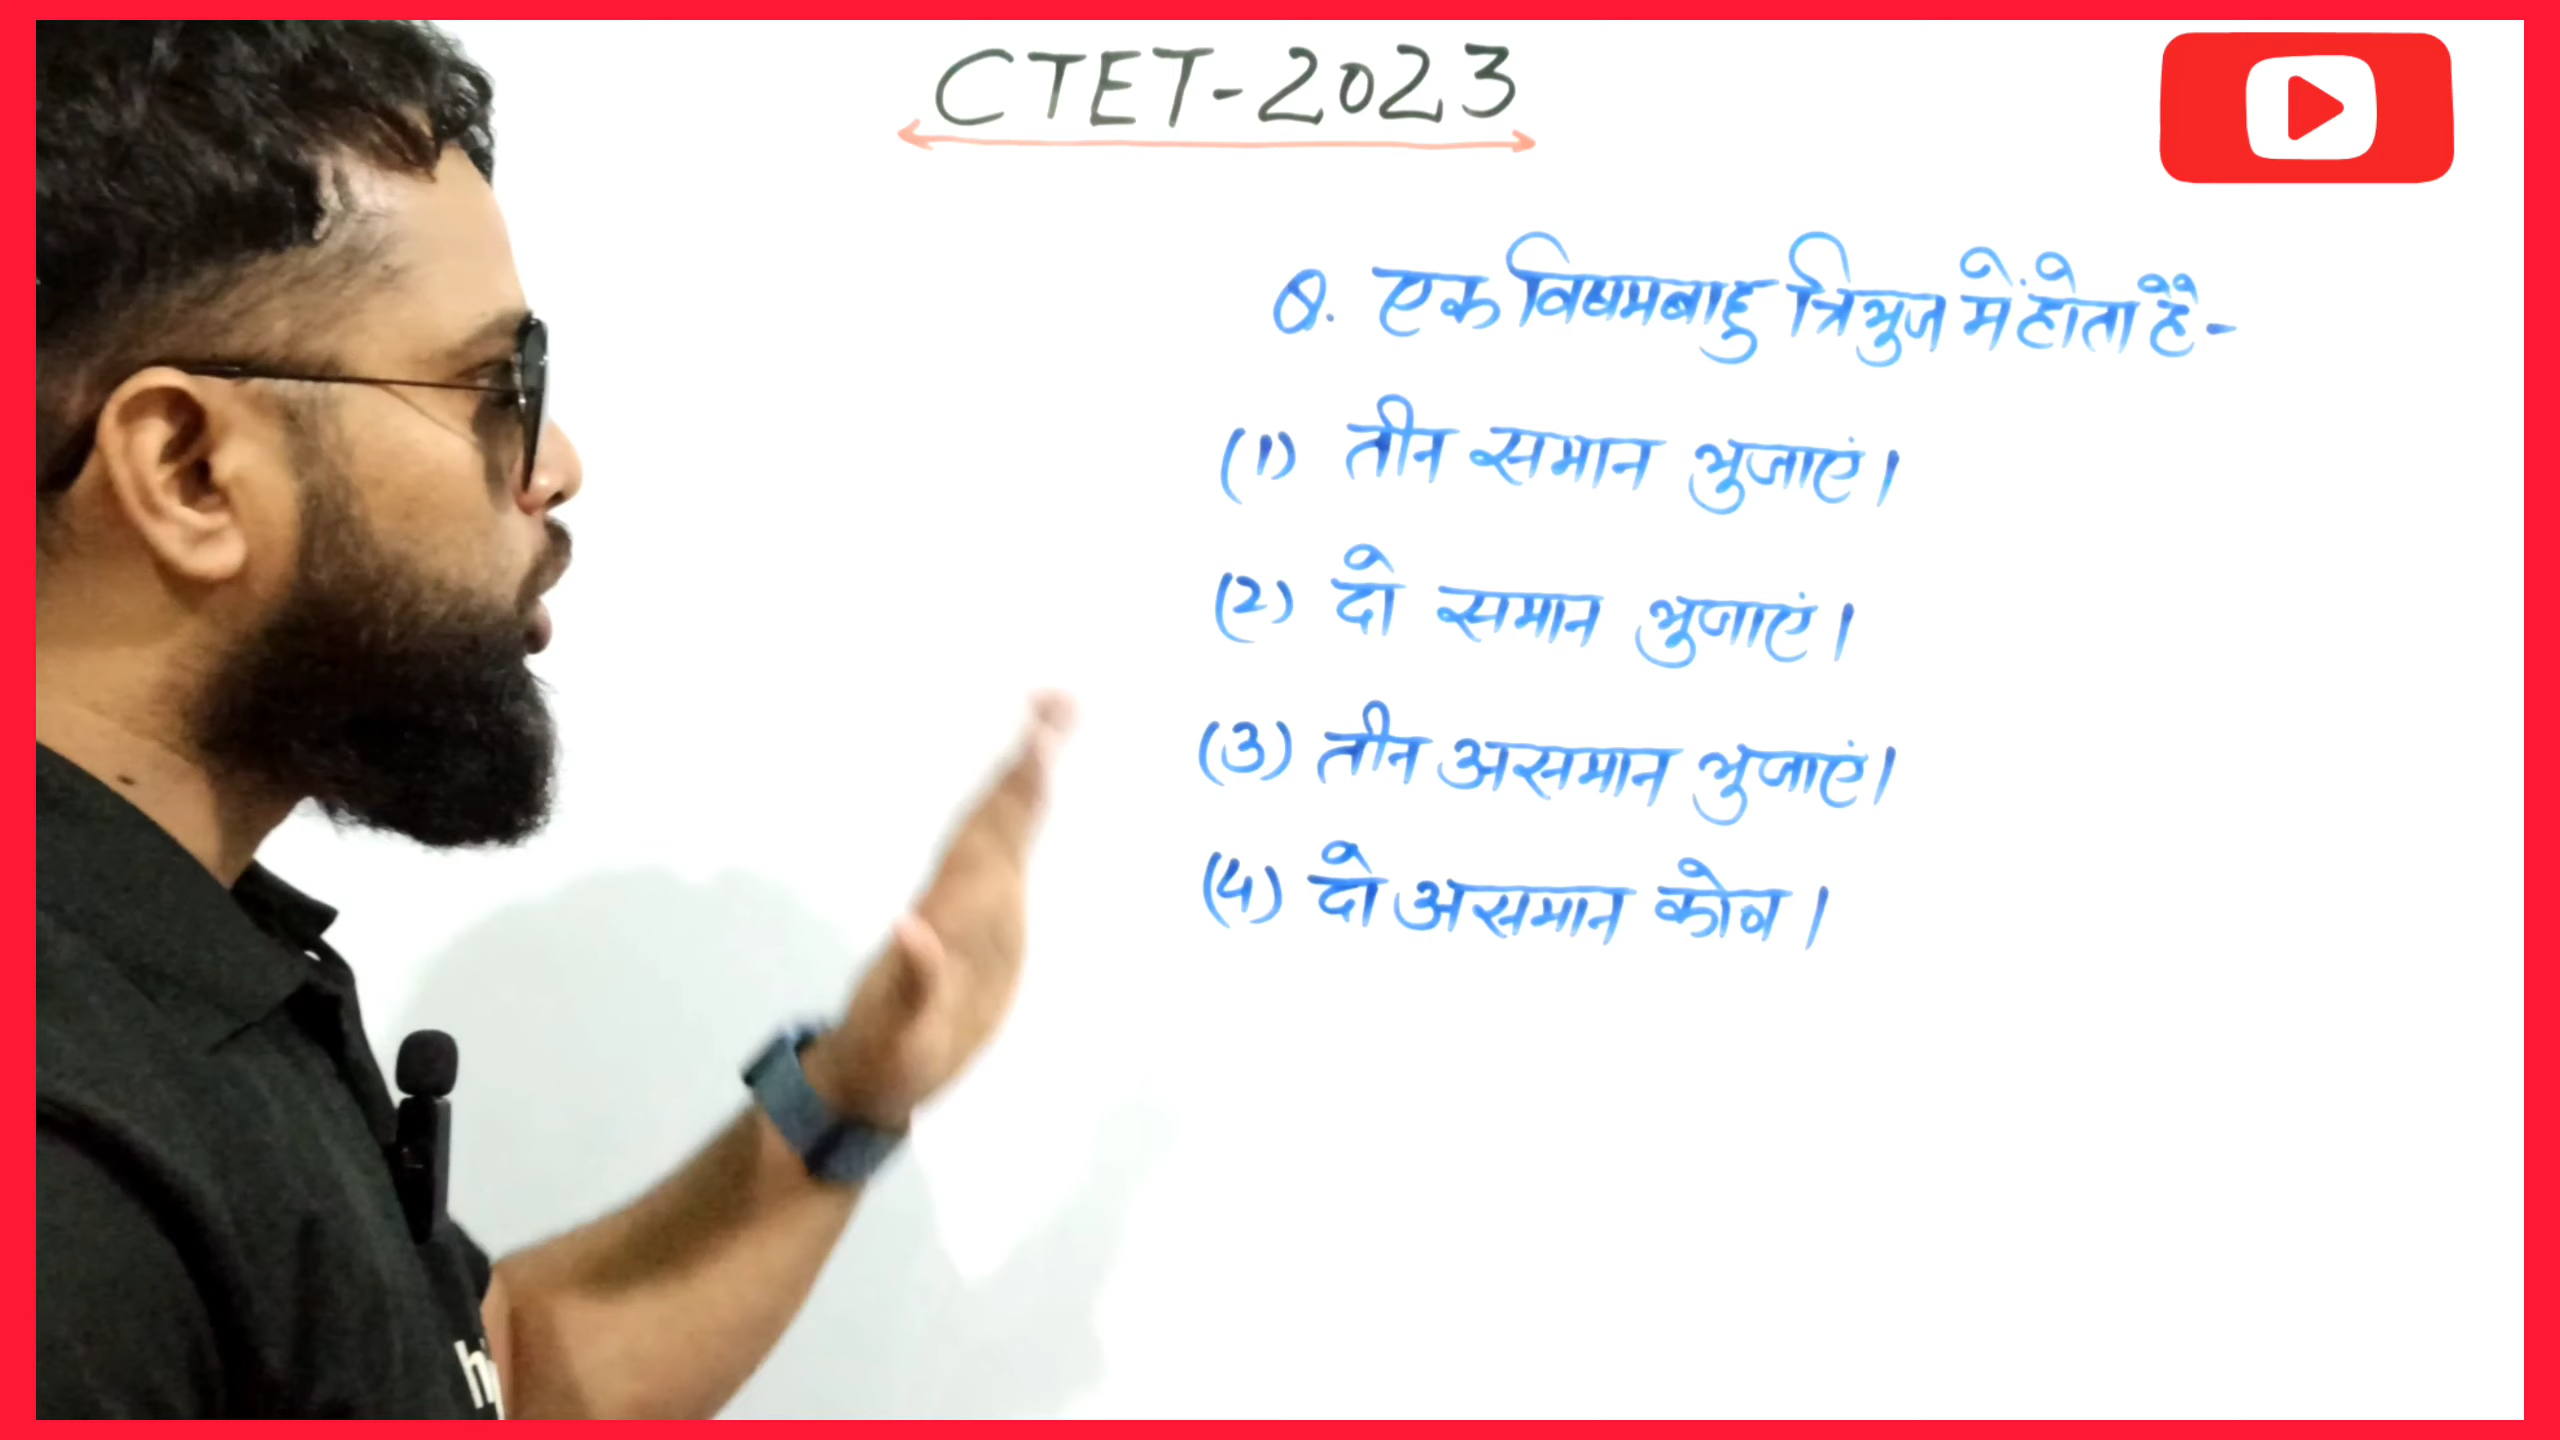 CTET-2023
Q. एक विषमबाहु त्रिभुज में होता है -
(1) तीन समान भुजाएं।
(2) दो समान भुजाएं।
(3) तीन असमान भुजाएं।
(4) दो असमान कोण।